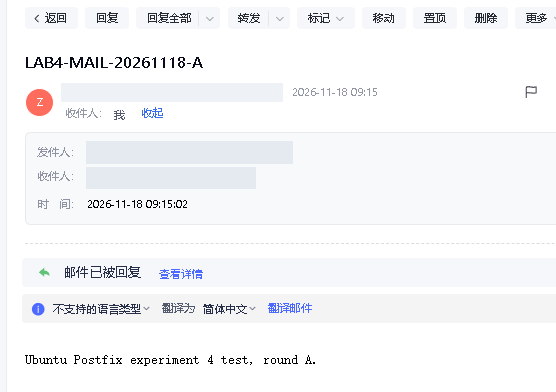 返回 回复 回复全部 转发 标记 移动 置顶 删除 更多
LAB4-MAIL-20261118-A
Z 2026-11-18 09:15
收件人: 我 收起
发件人:
收件人:
时 间: 2026-11-18 09:15:02
邮件已被回复 查看详情
不支持的语言类型 翻译为 简体中文 翻译邮件
Ubuntu Postfix experiment 4 test, round A.